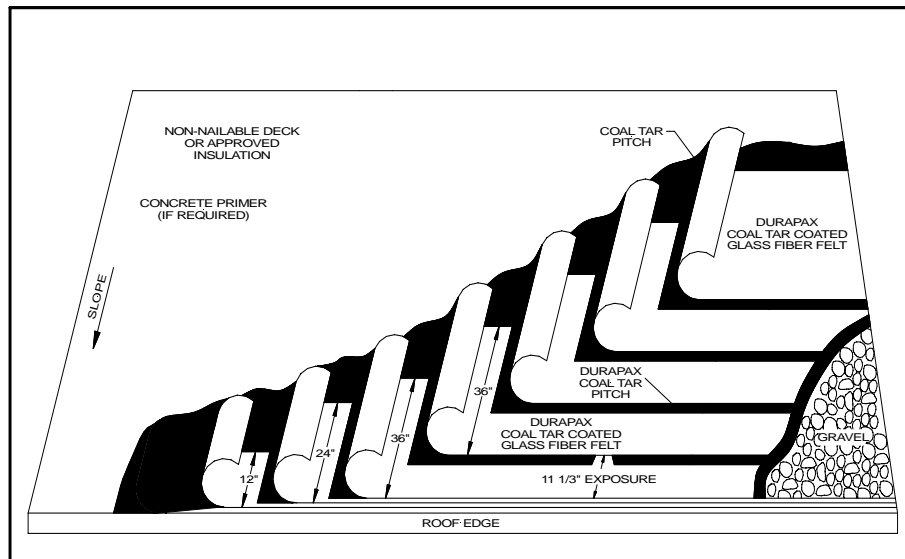 NON-NAILABLE DECK
OR APPROVED
INSULATION
COAL TAR
PITCH
CONCRETE PRIMER
(IF REQUIRED)
DURAPAX
COAL TAR COATED
GLASS FIBER FELT
SLOPE
DURAPAX
COAL TAR
PITCH
36"
36"
24"
12"
DURAPAX
COAL TAR COATED
GLASS FIBER FELT
GRAVEL
11 1/3" EXPOSURE
ROOF EDGE